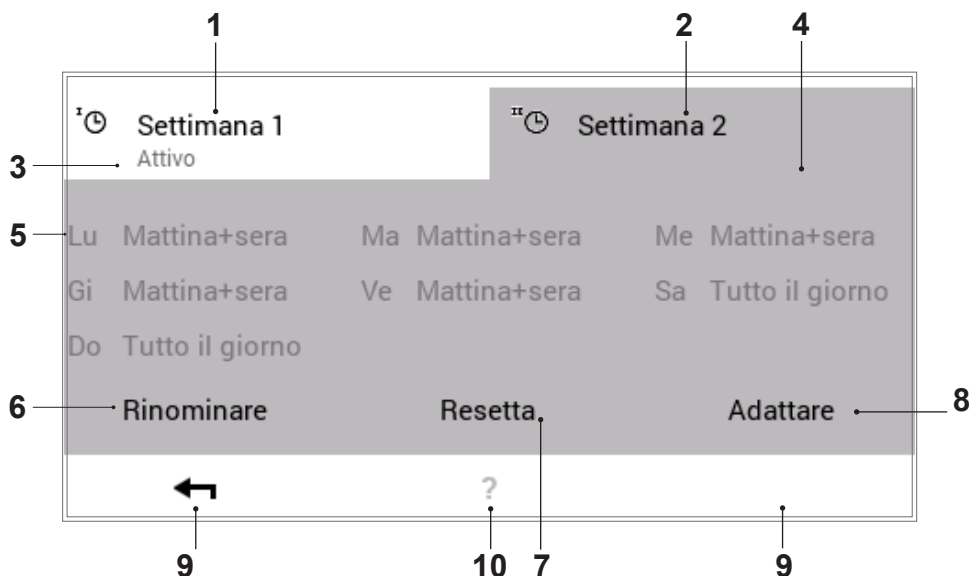 1 2 4
I Settimana 1 II Settimana 2
3 Attivo
5 Lu Mattina+sera Ma Mattina+sera Me Mattina+sera
Gi Mattina+sera Ve Mattina+sera Sa Tutto il giorno
Do Tutto il giorno
6 Rinominare Resetta Adattare 8
?
9 10 7 9